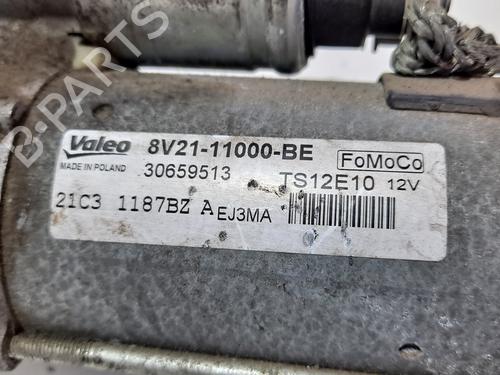 Valeo 8V21-11000-BE FoMoCo
MADE IN POLAND 30659513 TS12E10 12V
21C3 1187BZ A EJ3MA
B-PARTS